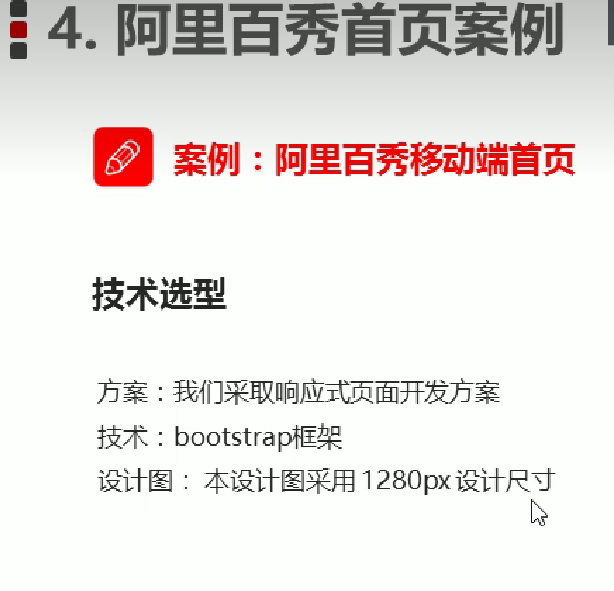 4. 阿里百秀首页案例
案例：阿里百秀移动端首页
技术选型
方案：我们采取响应式页面开发方案
技术：bootstrap框架
设计图： 本设计图采用 1280px 设计尺寸